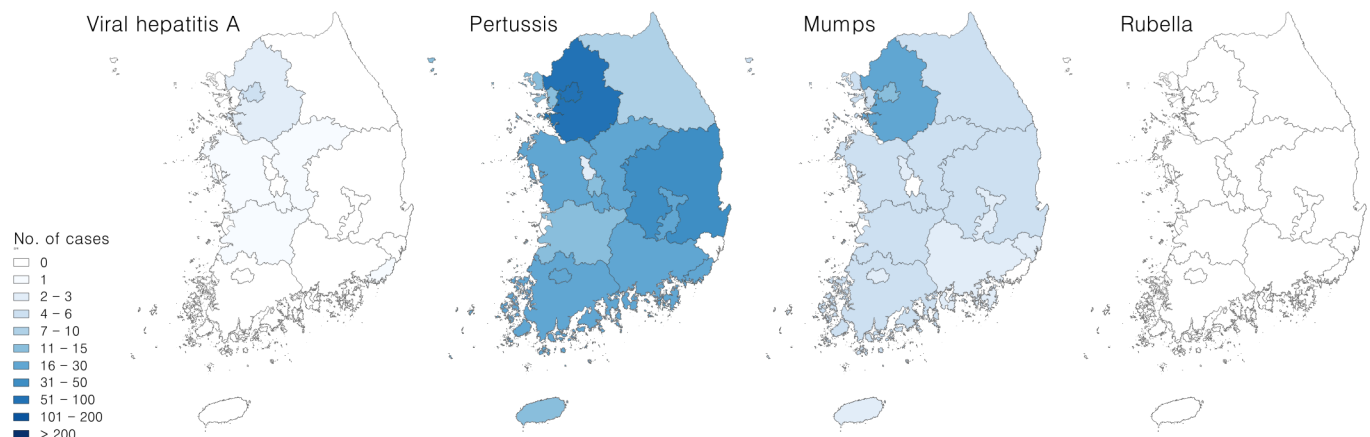 Viral hepatitis A
Pertussis
Mumps
Rubella
No. of cases
0
1
2 – 3
4 – 6
7 – 10
11 – 15
16 – 30
31 – 50
51 – 100
101 – 200
> 200